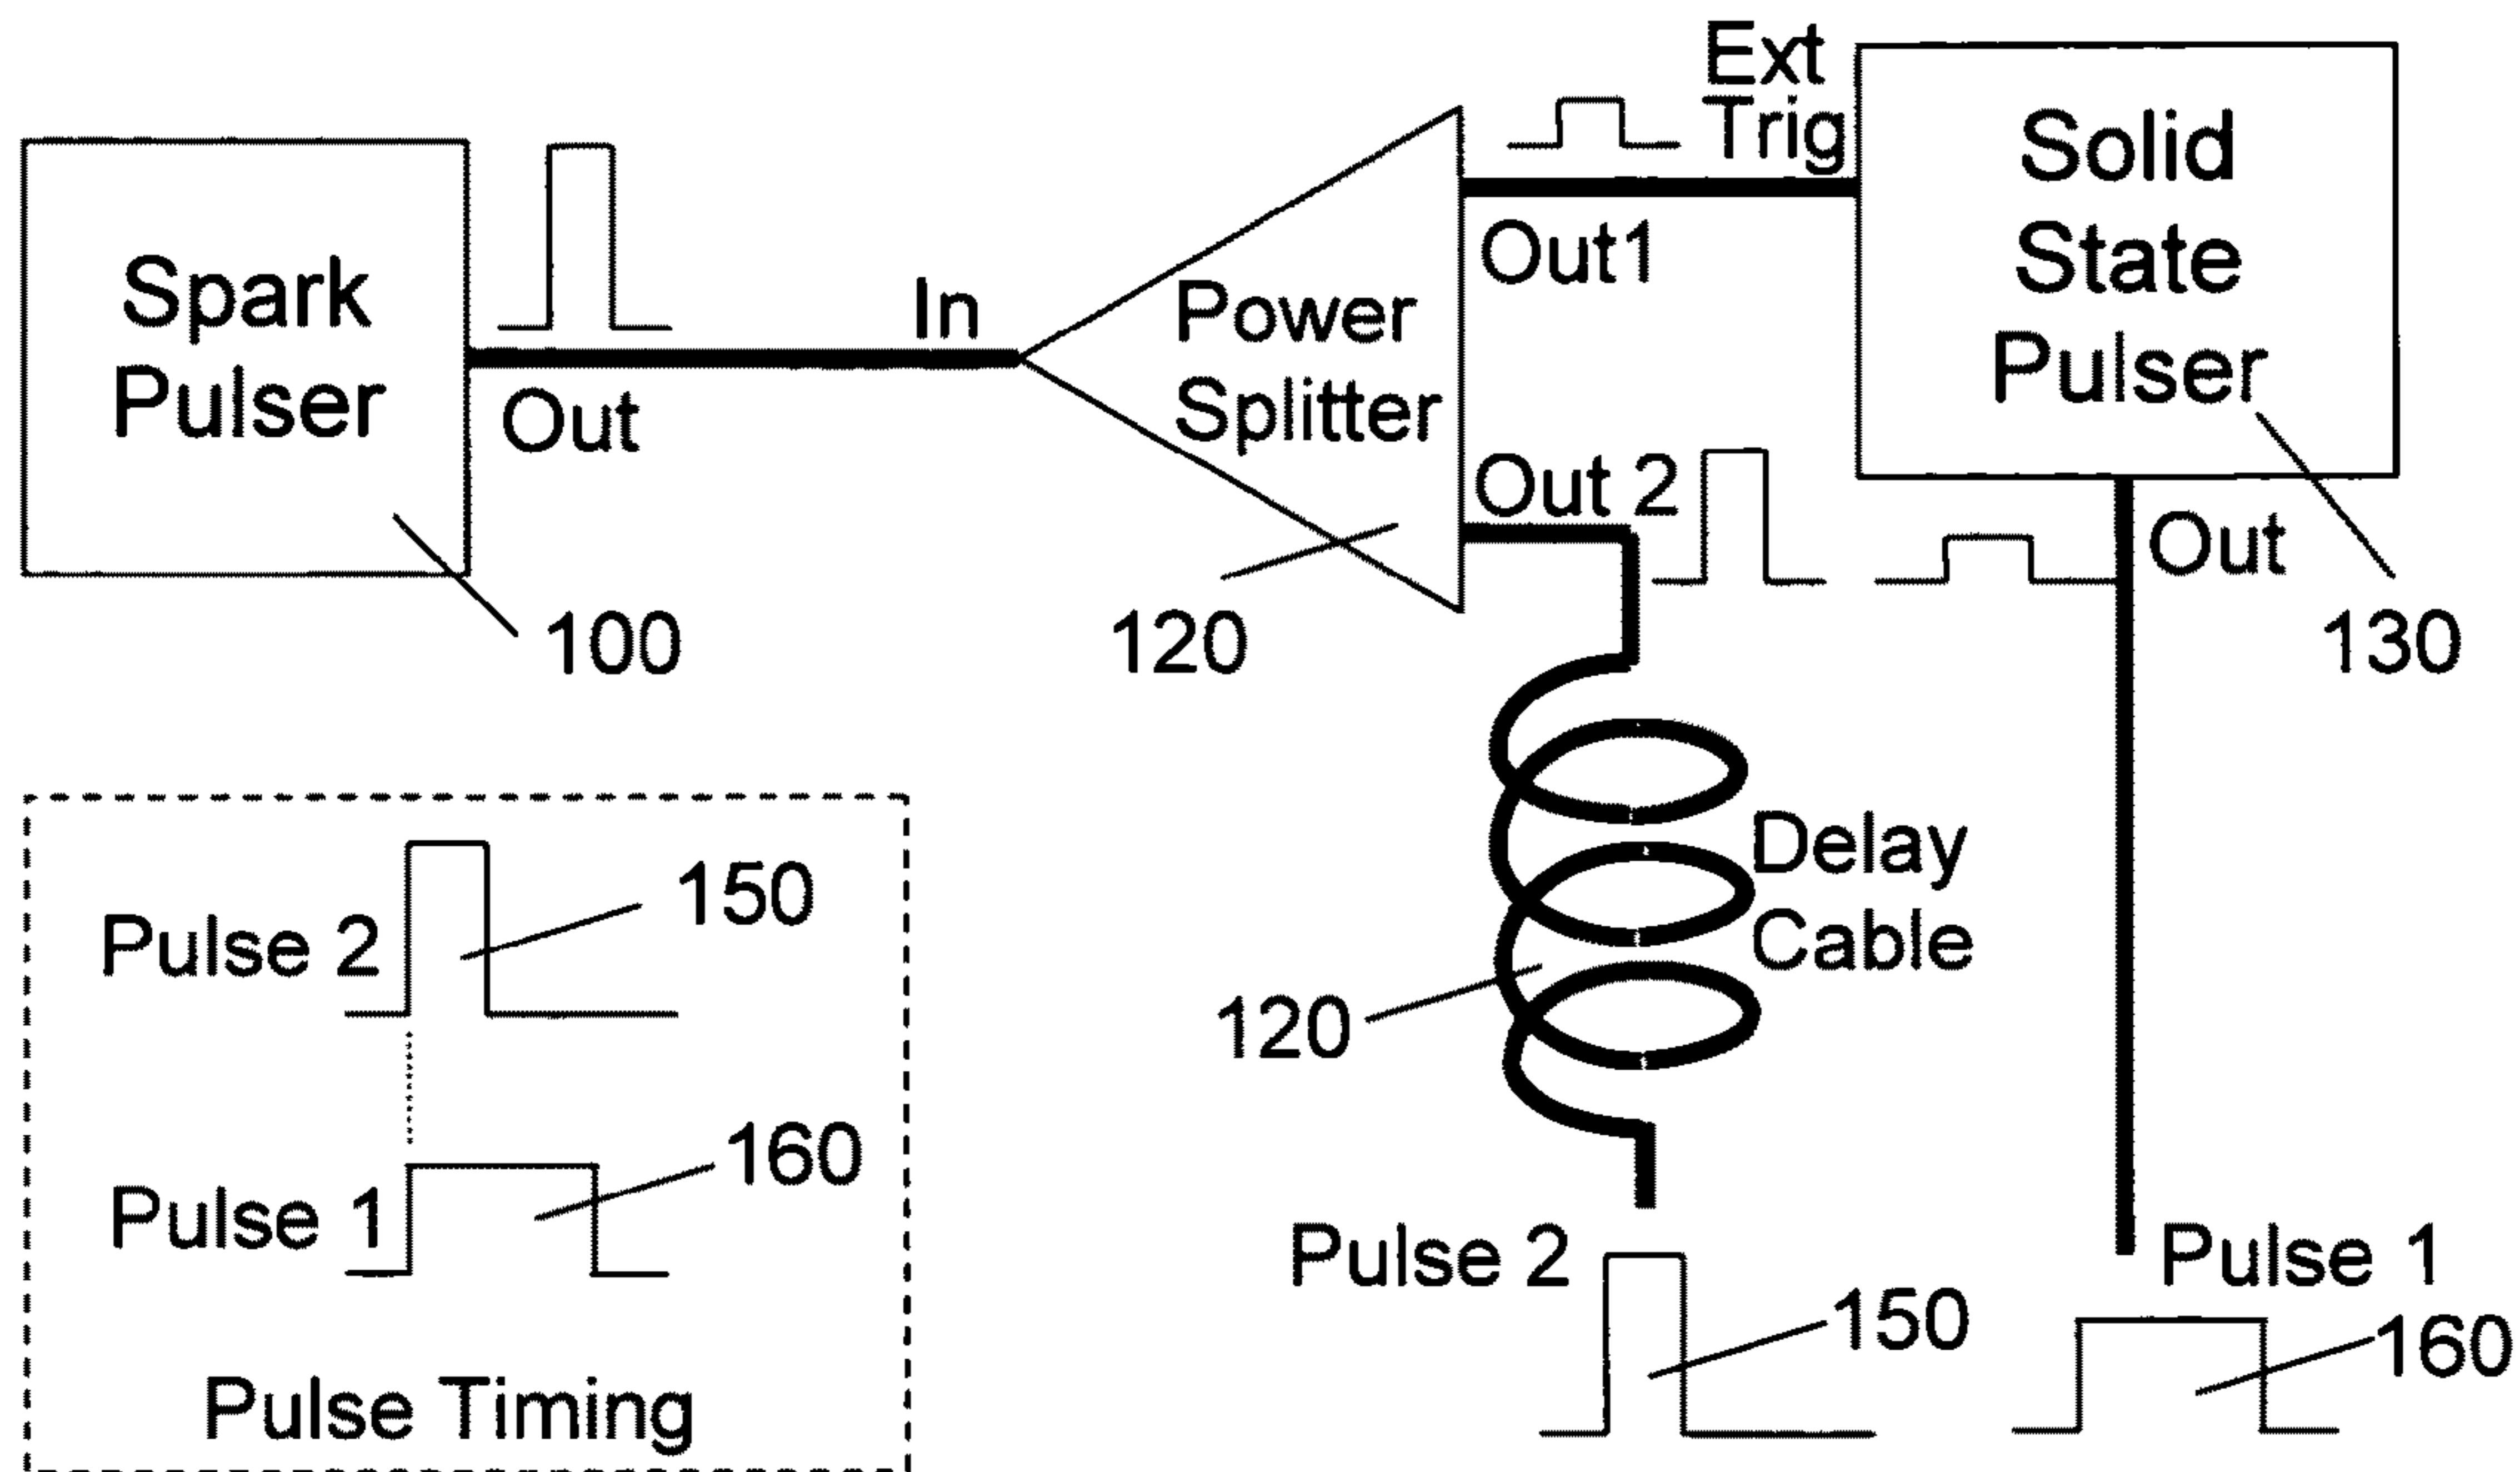 Ext
Trig
Solid
State
Pulser
Spark
Pulser
In
Out
Power
Splitter
Out1
Out 2
Out
100
120
130
Delay
Cable
120
Pulse 2
150
Pulse 1
160
Pulse Timing
Pulse 2
150
Pulse 1
160